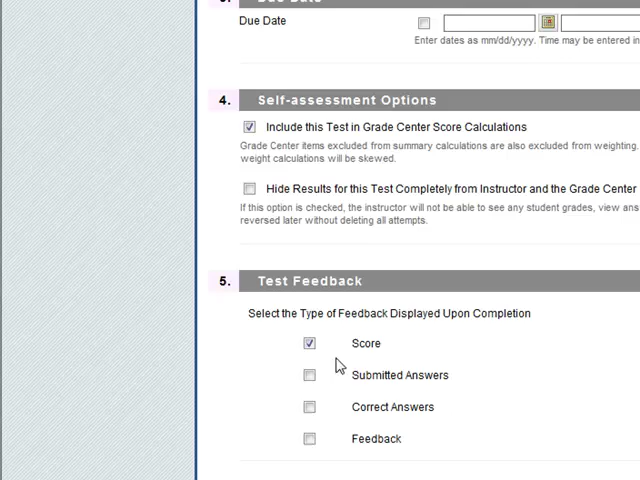 3. Due Date
Due Date
Enter dates as mm/dd/yyyy. Time may be entered in
4. Self-assessment Options
Include this Test in Grade Center Score Calculations
Grade Center items excluded from summary calculations are also excluded from weighting.
weight calculations will be skewed.
Hide Results for this Test Completely from Instructor and the Grade Center
If this option is checked, the instructor will not be able to see any student grades, view ans
reversed later without deleting all attempts.
5. Test Feedback
Select the Type of Feedback Displayed Upon Completion
Score
Submitted Answers
Correct Answers
Feedback